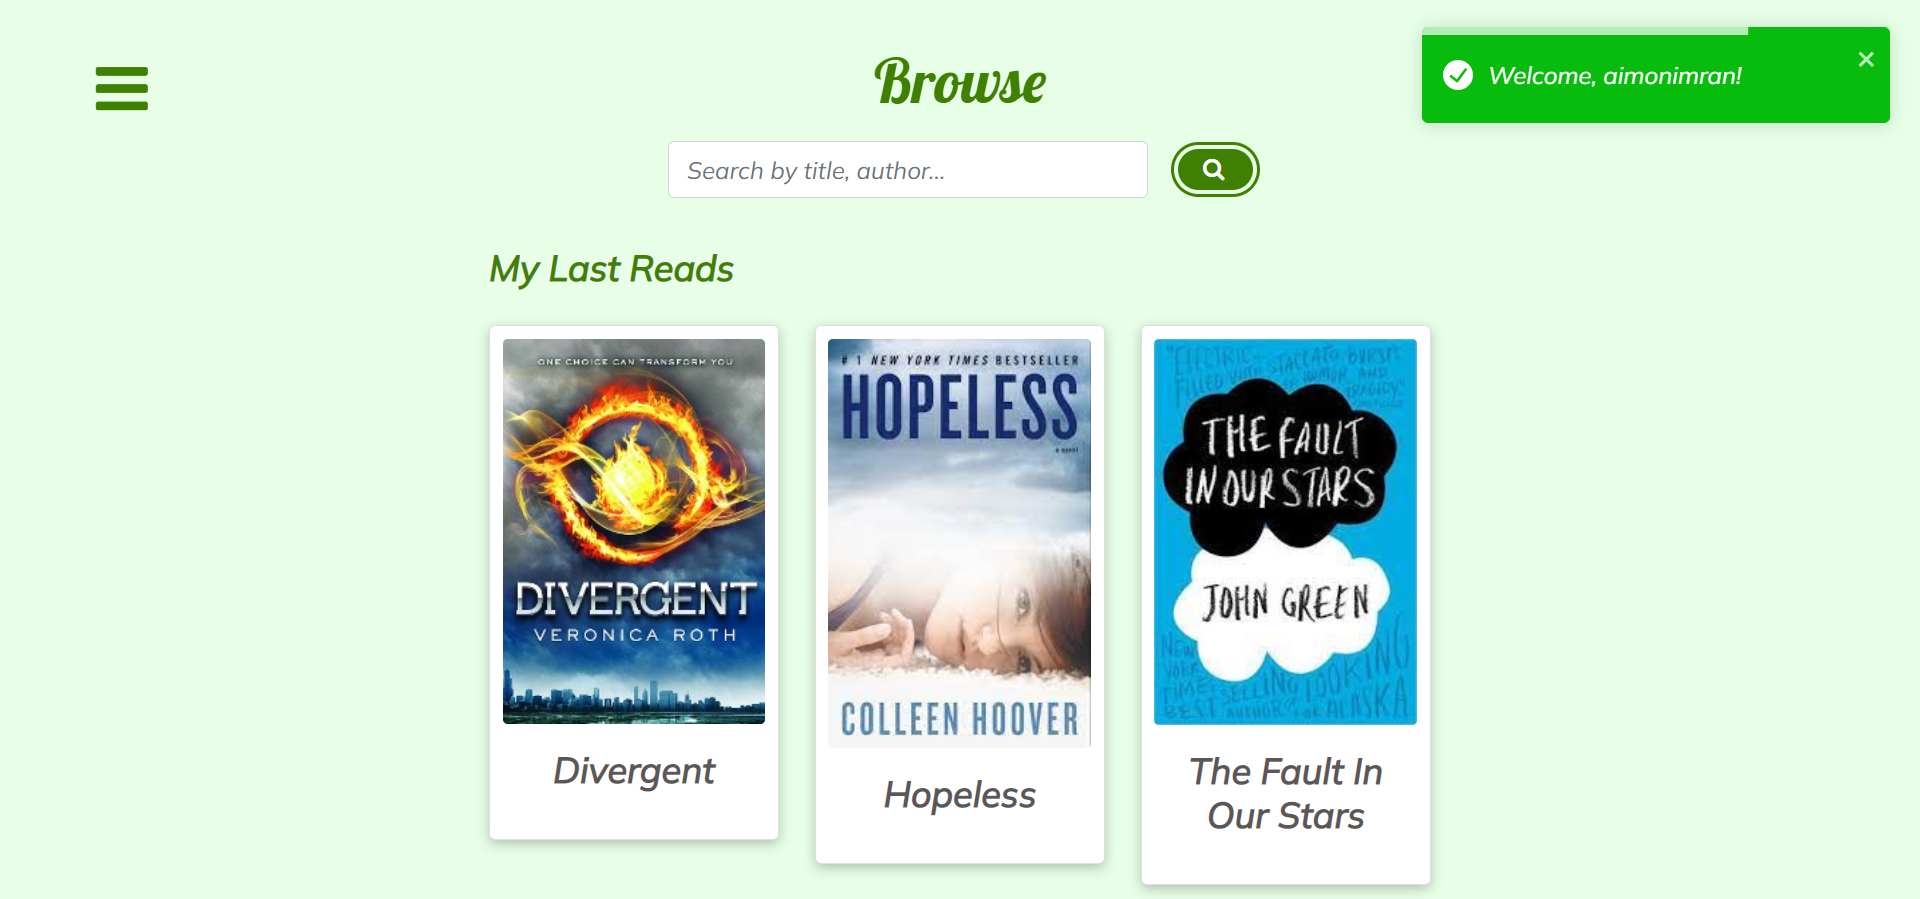 Browse
Welcome, aimonimran!
Search by title, author...
My Last Reads
ONE CHOICE CAN TRANSFORM YOU
DIVERGENT
VERONICA ROTH
Divergent
# 1 NEW YORK TIMES BESTSELLER
HOPELESS
a novel
COLLEEN HOOVER
Hopeless
"ELECTRIC... STACCATO BURSTS
FILLED WITH OF HUMOR AND
TRAGEDY."
THE FAULT
IN OUR STARS
JOHN GREEN
NEW
YORK
TIMES SELLING LOOKING
BEST AUTHOR OF FOR ALASKA
The Fault In
Our Stars